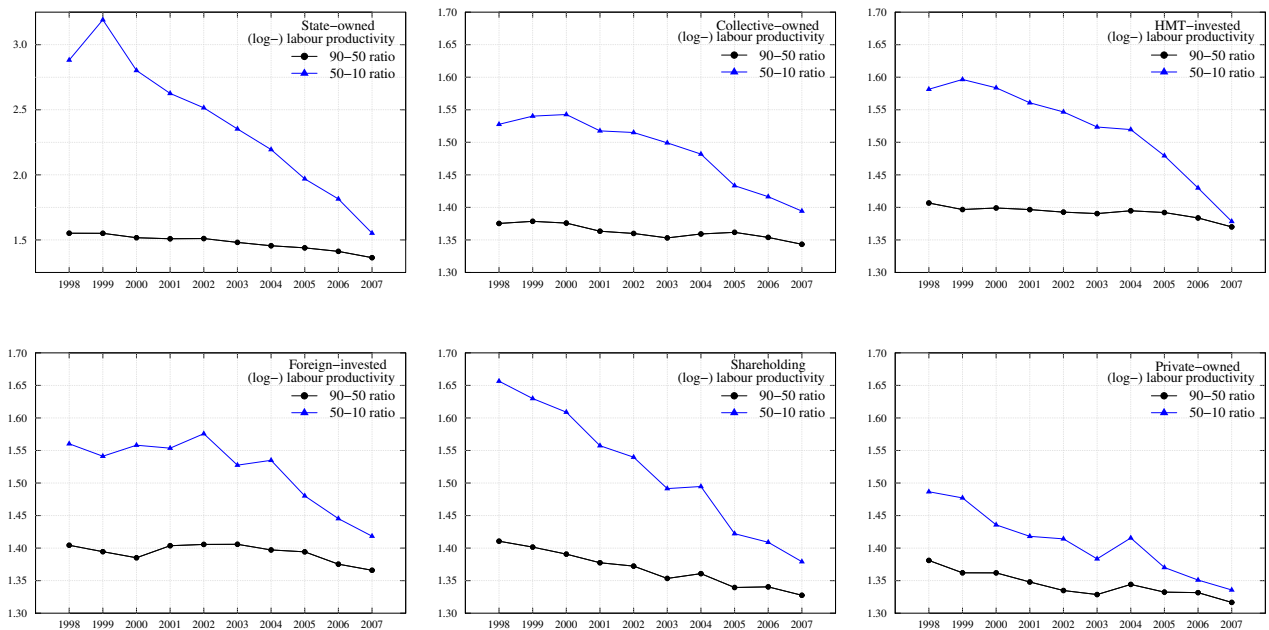 State−owned
(log−) labour productivity
90−50 ratio
50−10 ratio
3.0
2.5
2.0
1.5
1998 1999 2000 2001 2002 2003 2004 2005 2006 2007
Collective-owned
(log−) labour productivity
90−50 ratio
50−10 ratio
1.70
1.65
1.60
1.55
1.50
1.45
1.40
1.35
1.30
1998 1999 2000 2001 2002 2003 2004 2005 2006 2007
HMT−invested
(log−) labour productivity
90−50 ratio
50−10 ratio
1.70
1.65
1.60
1.55
1.50
1.45
1.40
1.35
1.30
1998 1999 2000 2001 2002 2003 2004 2005 2006 2007
Foreign−invested
(log−) labour productivity
90−50 ratio
50−10 ratio
1.70
1.65
1.60
1.55
1.50
1.45
1.40
1.35
1.30
1998 1999 2000 2001 2002 2003 2004 2005 2006 2007
Shareholding
(log−) labour productivity
90−50 ratio
50−10 ratio
1.70
1.65
1.60
1.55
1.50
1.45
1.40
1.35
1.30
1998 1999 2000 2001 2002 2003 2004 2005 2006 2007
Private−owned
(log−) labour productivity
90−50 ratio
50−10 ratio
1.70
1.65
1.60
1.55
1.50
1.45
1.40
1.35
1.30
1998 1999 2000 2001 2002 2003 2004 2005 2006 2007